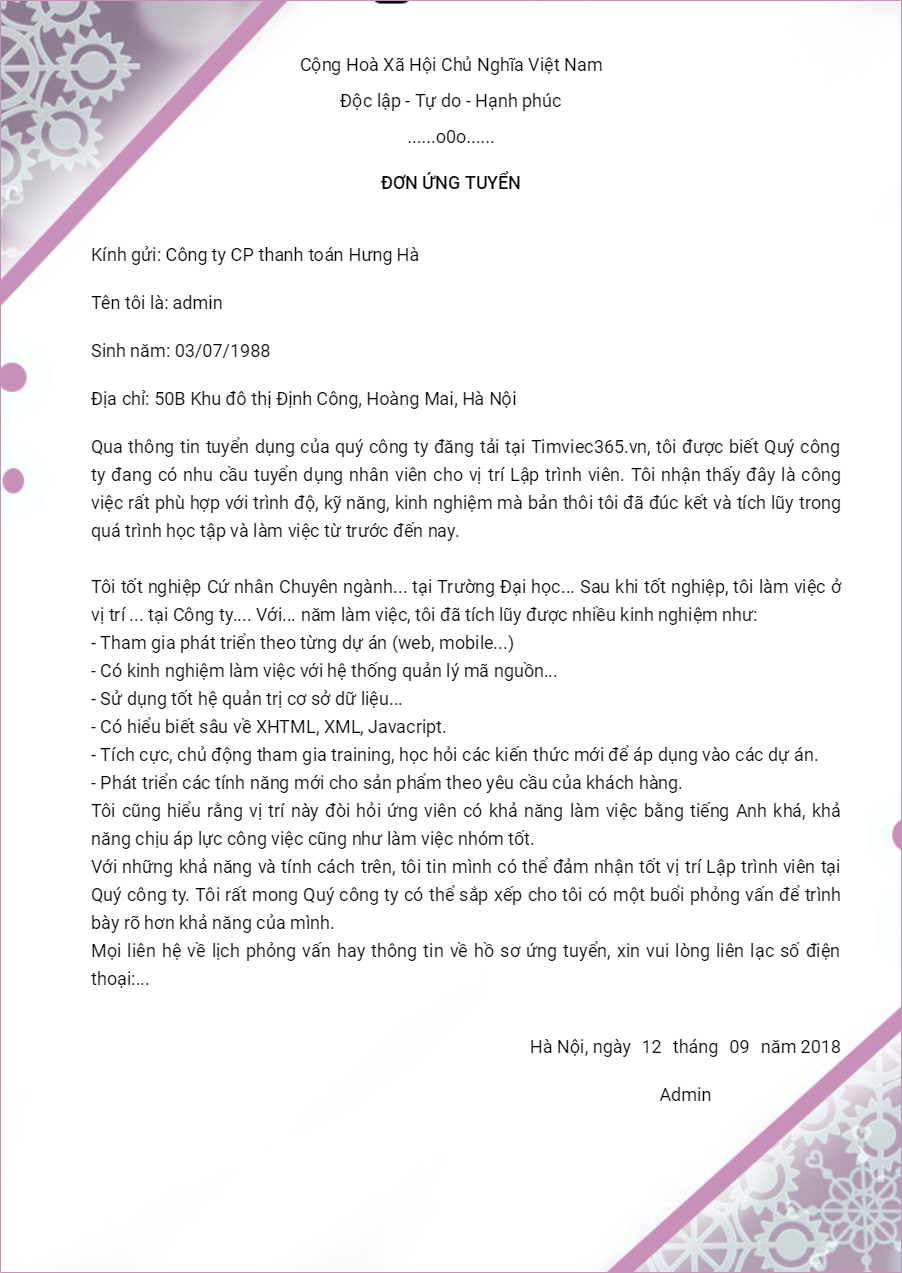 Cộng Hoà Xã Hội Chủ Nghĩa Việt Nam
Độc lập - Tự do - Hạnh phúc
......o0o......
ĐƠN ỨNG TUYỂN
Kính gửi: Công ty CP thanh toán Hưng Hà
Tên tôi là: admin
Sinh năm: 03/07/1988
Địa chỉ: 50B Khu đô thị Định Công, Hoàng Mai, Hà Nội
Qua thông tin tuyển dụng của quý công ty đăng tải tại Timviec365.vn, tôi được biết Quý công
ty đang có nhu cầu tuyển dụng nhân viên cho vị trí Lập trình viên. Tôi nhận thấy đây là công
việc rất phù hợp với trình độ, kỹ năng, kinh nghiệm mà bản thôi tôi đã đúc kết và tích lũy trong
quá trình học tập và làm việc từ trước đến nay.
Tôi tốt nghiệp Cứ nhân Chuyên ngành... tại Trường Đại học... Sau khi tốt nghiệp, tôi làm việc ở
vị trí ... tại Công ty.... Với... năm làm việc, tôi đã tích lũy được nhiều kinh nghiệm như:
- Tham gia phát triển theo từng dự án (web, mobile...)
- Có kinh nghiệm làm việc với hệ thống quản lý mã nguồn...
- Sử dụng tốt hệ quản trị cơ sở dữ liệu...
- Có hiểu biết sâu về XHTML, XML, Javacript.
- Tích cực, chủ động tham gia training, học hỏi các kiến thức mới để áp dụng vào các dự án.
- Phát triển các tính năng mới cho sản phẩm theo yêu cầu của khách hàng.
Tôi cũng hiểu rằng vị trí này đòi hỏi ứng viên có khả năng làm việc bằng tiếng Anh khá, khả
năng chịu áp lực công việc cũng như làm việc nhóm tốt.
Với những khả năng và tính cách trên, tôi tin mình có thể đảm nhận tốt vị trí Lập trình viên tại
Quý công ty. Tôi rất mong Quý công ty có thể sắp xếp cho tôi có một buổi phỏng vấn để trình
bày rõ hơn khả năng của mình.
Mọi liên hệ về lịch phỏng vấn hay thông tin về hồ sơ ứng tuyển, xin vui lòng liên lạc số điện
thoại:...
Hà Nội, ngày 12 tháng 09 năm 2018
Admin